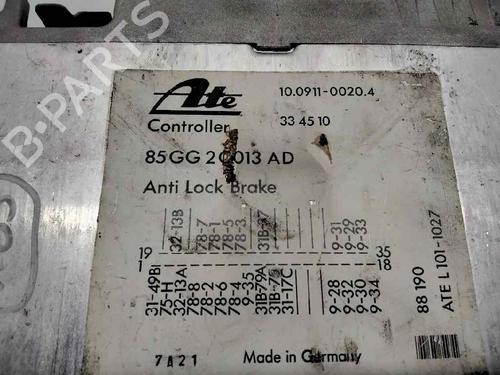 Ate
10.0911-0020.4
Controller
33 45 10
85GG 2C013 AD
Anti Lock Brake
32-13B
78-7
78-1
78-5
78-3
9-31
9-29
9-33
19
35
1
18
31-49B
75-H
32-13A
78-8
78-2
78-6
78-4
9-35
31B-79A
31-17C
9-28
9-32
9-30
9-34
88 190
ATE L 101-1027
7A21
Made in Germany